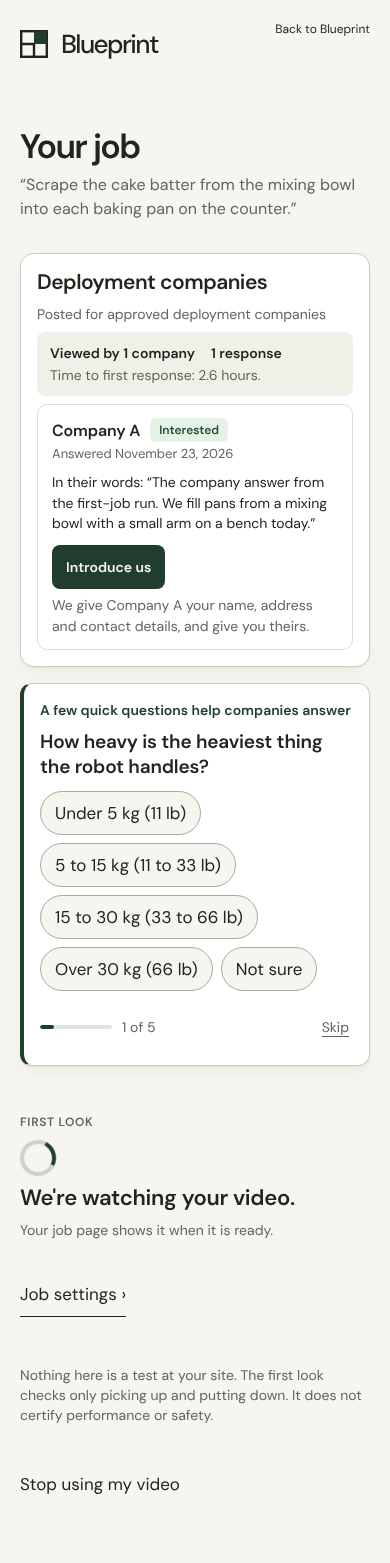 Back to Blueprint
Blueprint
Your job
“Scrape the cake batter from the mixing bowl
into each baking pan on the counter.”
Deployment companies
Posted for approved deployment companies
Viewed by 1 company 1 response
Time to first response: 2.6 hours.
Company A Interested
Answered November 23, 2026
In their words: “The company answer from
the first-job run. We fill pans from a mixing
bowl with a small arm on a bench today.”
Introduce us
We give Company A your name, address
and contact details, and give you theirs.
A few quick questions help companies answer
How heavy is the heaviest thing
the robot handles?
Under 5 kg (11 lb)
5 to 15 kg (11 to 33 lb)
15 to 30 kg (33 to 66 lb)
Over 30 kg (66 lb) Not sure
1 of 5 Skip
FIRST LOOK
We're watching your video.
Your job page shows it when it is ready.
Job settings ›
Nothing here is a test at your site. The first look
checks only picking up and putting down. It does not
certify performance or safety.
Stop using my video